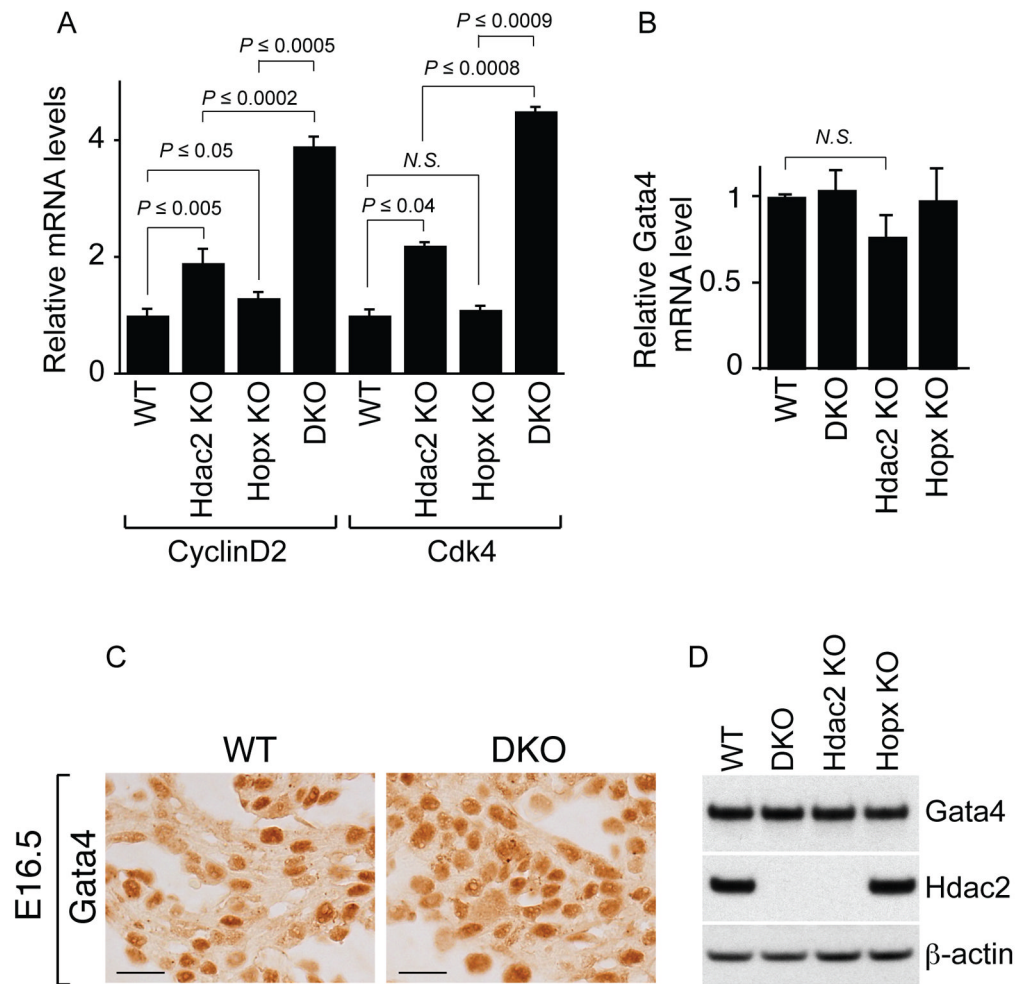 A
P ≤ 0.0009
P ≤ 0.0005
P ≤ 0.0008
P ≤ 0.0002
P ≤ 0.05
N.S.
P ≤ 0.005
P ≤ 0.04
Relative mRNA levels
4
2
0
WT
Hdac2 KO
Hopx KO
DKO
WT
Hdac2 KO
Hopx KO
DKO
CyclinD2
Cdk4
B
N.S.
Relative Gata4
mRNA level
1
0.5
0
WT
DKO
Hdac2 KO
Hopx KO
C
WT
DKO
E16.5
Gata4
D
WT
DKO
Hdac2 KO
Hopx KO
Gata4
Hdac2
β-actin